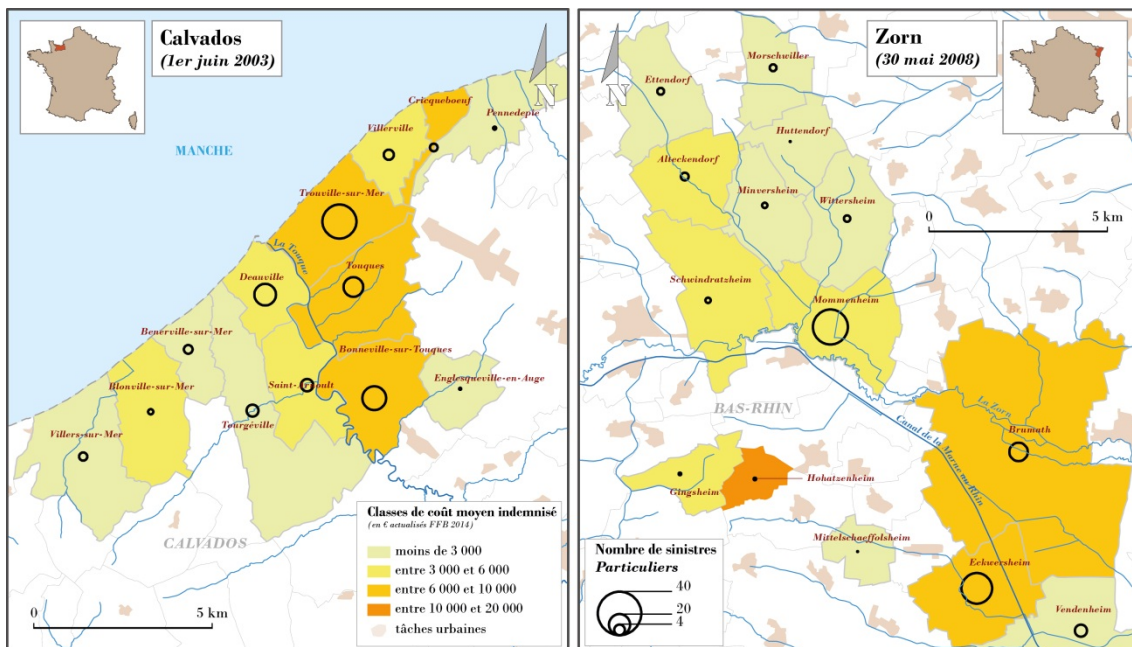 Calvados
(1er juin 2003)
N
MANCHE
Cricqueboeuf
Pennedepie
Villerville
Trouville-sur-Mer
La Touque
Touques
Deauville
Benerville-sur-Mer
Bonneville-sur-Touques
Blonville-sur-Mer
Saint-Arnoult
Englesqueville-en-Auge
Villers-sur-Mer
Tourgéville
CALVADOS
0 5 km
Classes de coût moyen indemnisé
(en € actualisés FFB 2014)
moins de 3 000
entre 3 000 et 6 000
entre 6 000 et 10 000
entre 10 000 et 20 000
tâches urbaines
Zorn
(30 mai 2008)
N
Morschwiller
Ettendorf
Huttendorf
Alteckendorf
Minversheim
Wittersheim
0 5 km
Schwindratzheim
Mommenheim
BAS-RHIN
La Zorn
Canal de la Marne au Rhin
Brumath
Gingsheim
Hohatzenheim
Mittelschaeffolsheim
Eckwersheim
Vendenheim
Nombre de sinistres
Particuliers
40
20
4